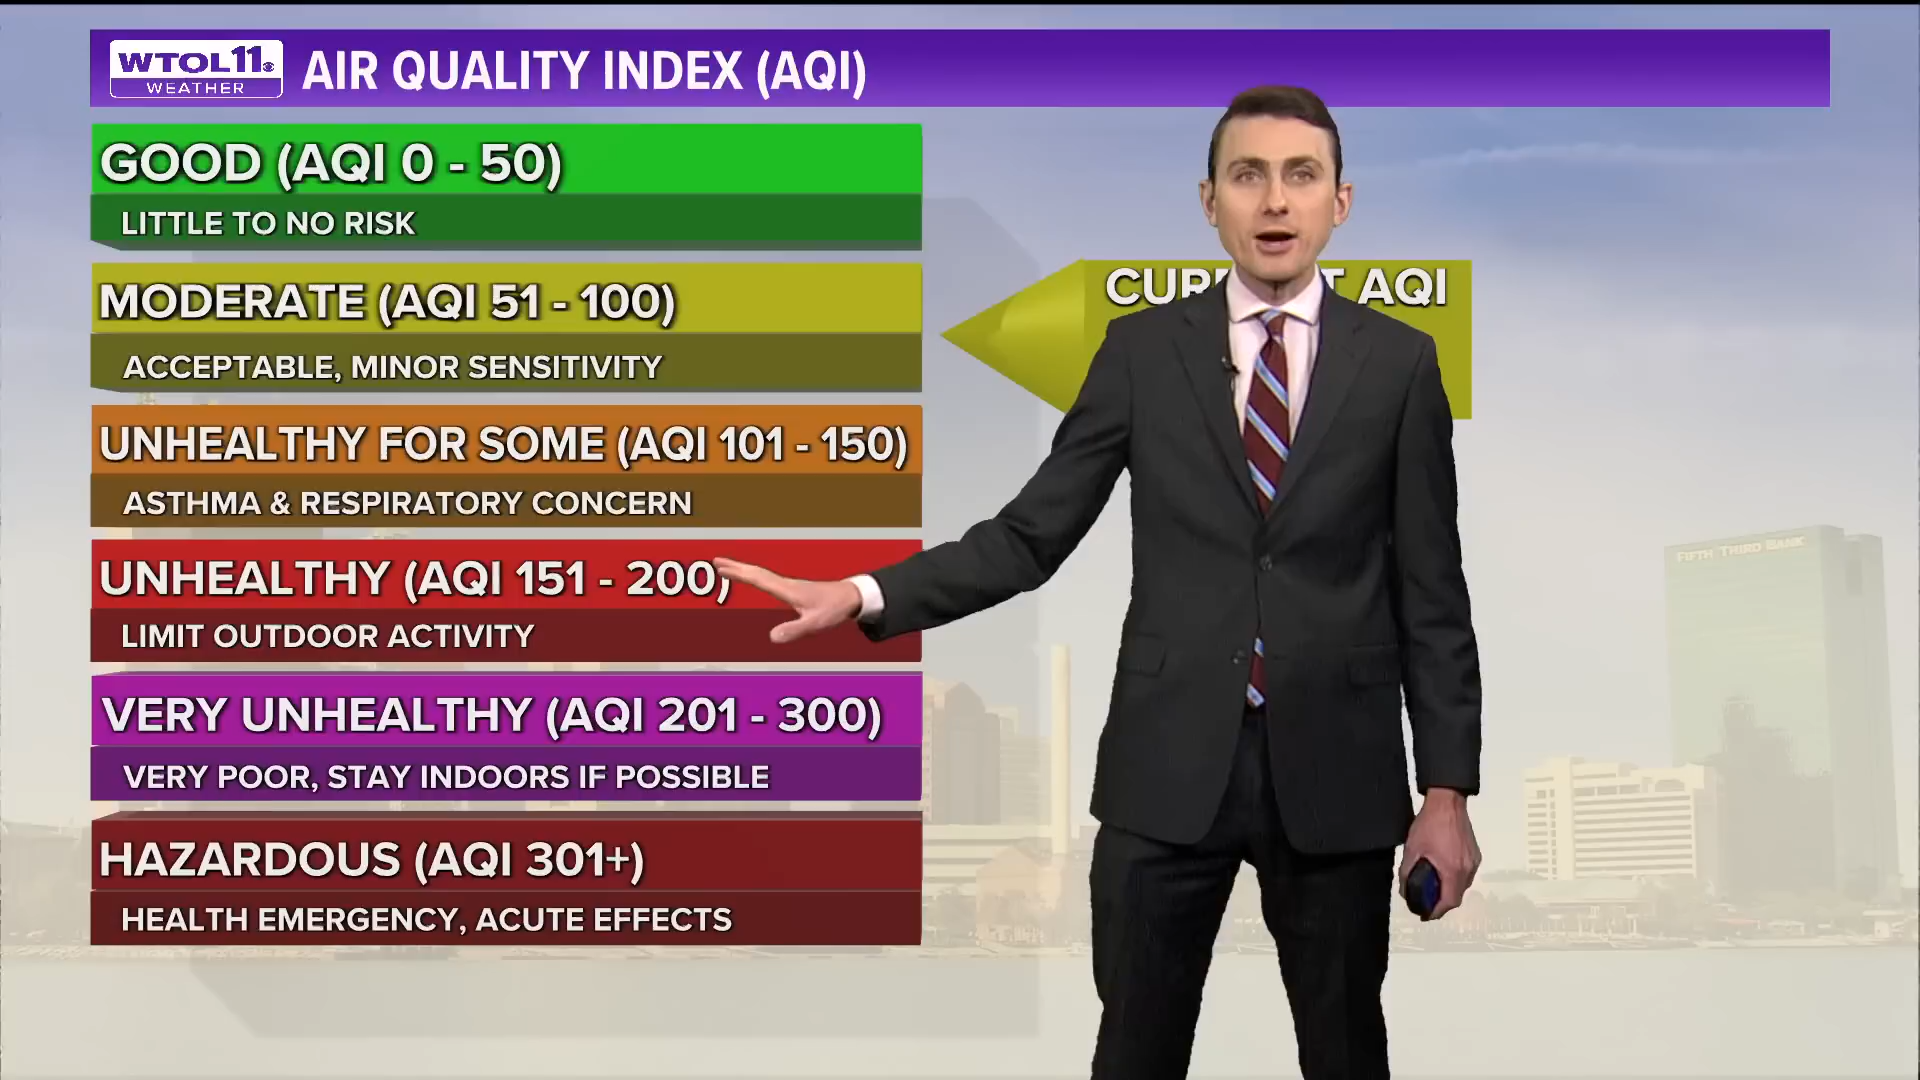 WTOL 11
WEATHER
AIR QUALITY INDEX (AQI)
GOOD (AQI 0 - 50)
LITTLE TO NO RISK
MODERATE (AQI 51 - 100)
ACCEPTABLE, MINOR SENSITIVITY
AQI
UNHEALTHY FOR SOME (AQI 101 - 150)
ASTHMA & RESPIRATORY CONCERN
UNHEALTHY (AQI 151 - 200)
LIMIT OUTDOOR ACTIVITY
VERY UNHEALTHY (AQI 201 - 300)
VERY POOR, STAY INDOORS IF POSSIBLE
HAZARDOUS (AQI 301+)
HEALTH EMERGENCY, ACUTE EFFECTS
FIFTH THIRD BANK